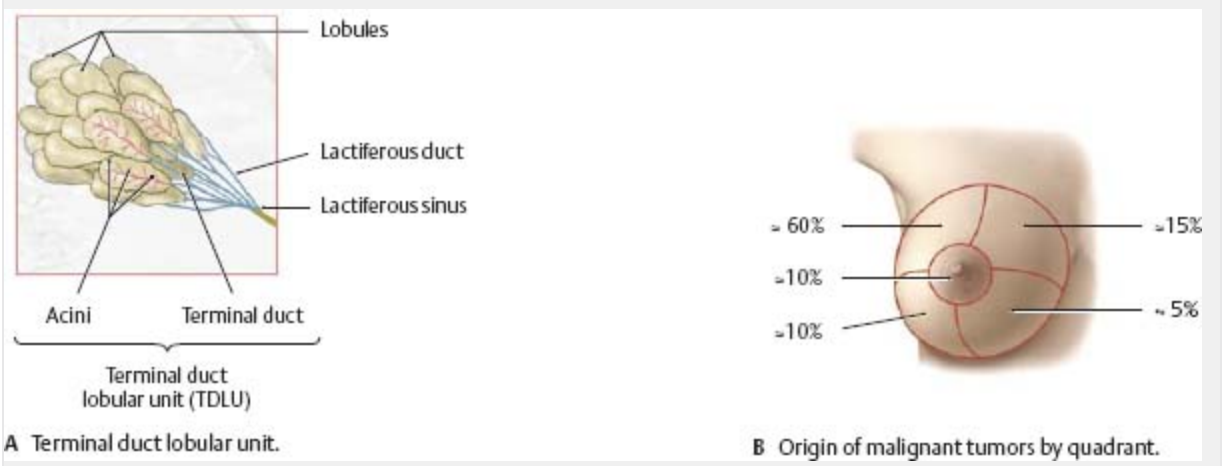 Lobules
Lactiferous duct
Lactiferous sinus
Acini
Terminal duct
Terminal duct
lobular unit (TDLU)
A Terminal duct lobular unit.
≈ 60%
≈10%
≈10%
≈15%
≈ 5%
B Origin of malignant tumors by quadrant.